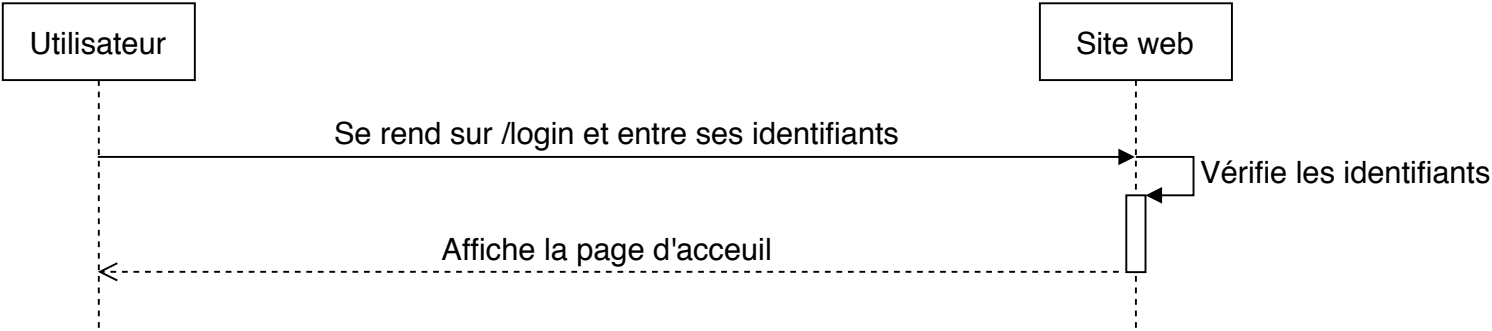 Utilisateur
Site web
Se rend sur /login et entre ses identifiants
Vérifie les identifiants
Affiche la page d'acceuil